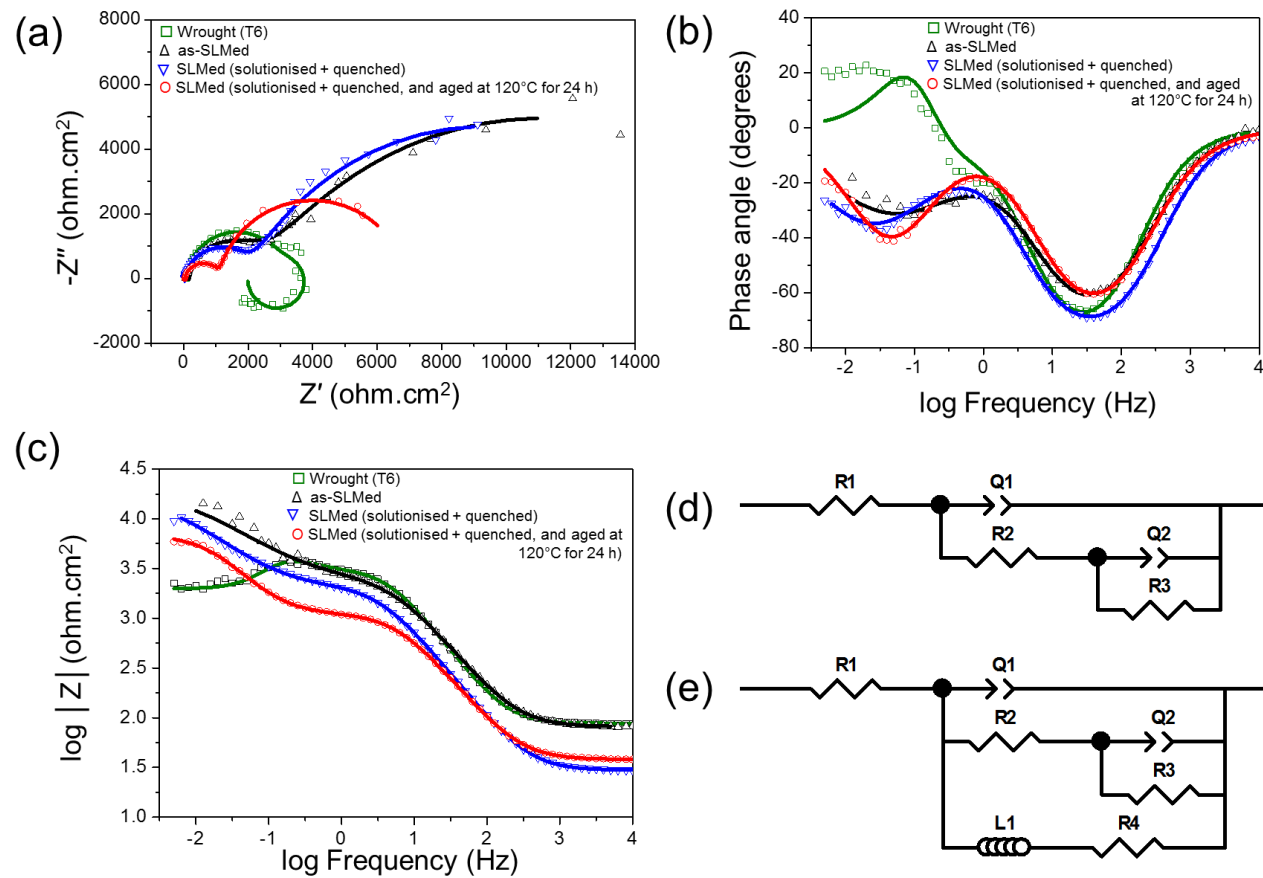 (a)
8000
6000
4000
2000
0
-2000
-Z″ (ohm.cm²)
Wrought (T6)
as-SLMed
SLMed (solutionised + quenched)
SLMed (solutionised + quenched, and aged at 120°C for 24 h)
0 2000 4000 6000 8000 10000 12000 14000
Z′ (ohm.cm²)
(b)
40
20
0
-20
-40
-60
-80
Phase angle (degrees)
Wrought (T6)
as-SLMed
SLMed (solutionised + quenched)
SLMed (solutionised + quenched, and aged
at 120°C for 24 h)
-2 -1 0 1 2 3 4
log Frequency (Hz)
(c)
4.5
4.0
3.5
3.0
2.5
2.0
1.5
1.0
log |Z| (ohm.cm²)
Wrought (T6)
as-SLMed
SLMed (solutionised + quenched)
SLMed (solutionised + quenched, and aged at
120°C for 24 h)
-2 -1 0 1 2 3 4
log Frequency (Hz)
(d)
R1 Q1
R2 Q2
R3
(e)
R1 Q1
R2 Q2
R3
L1 R4